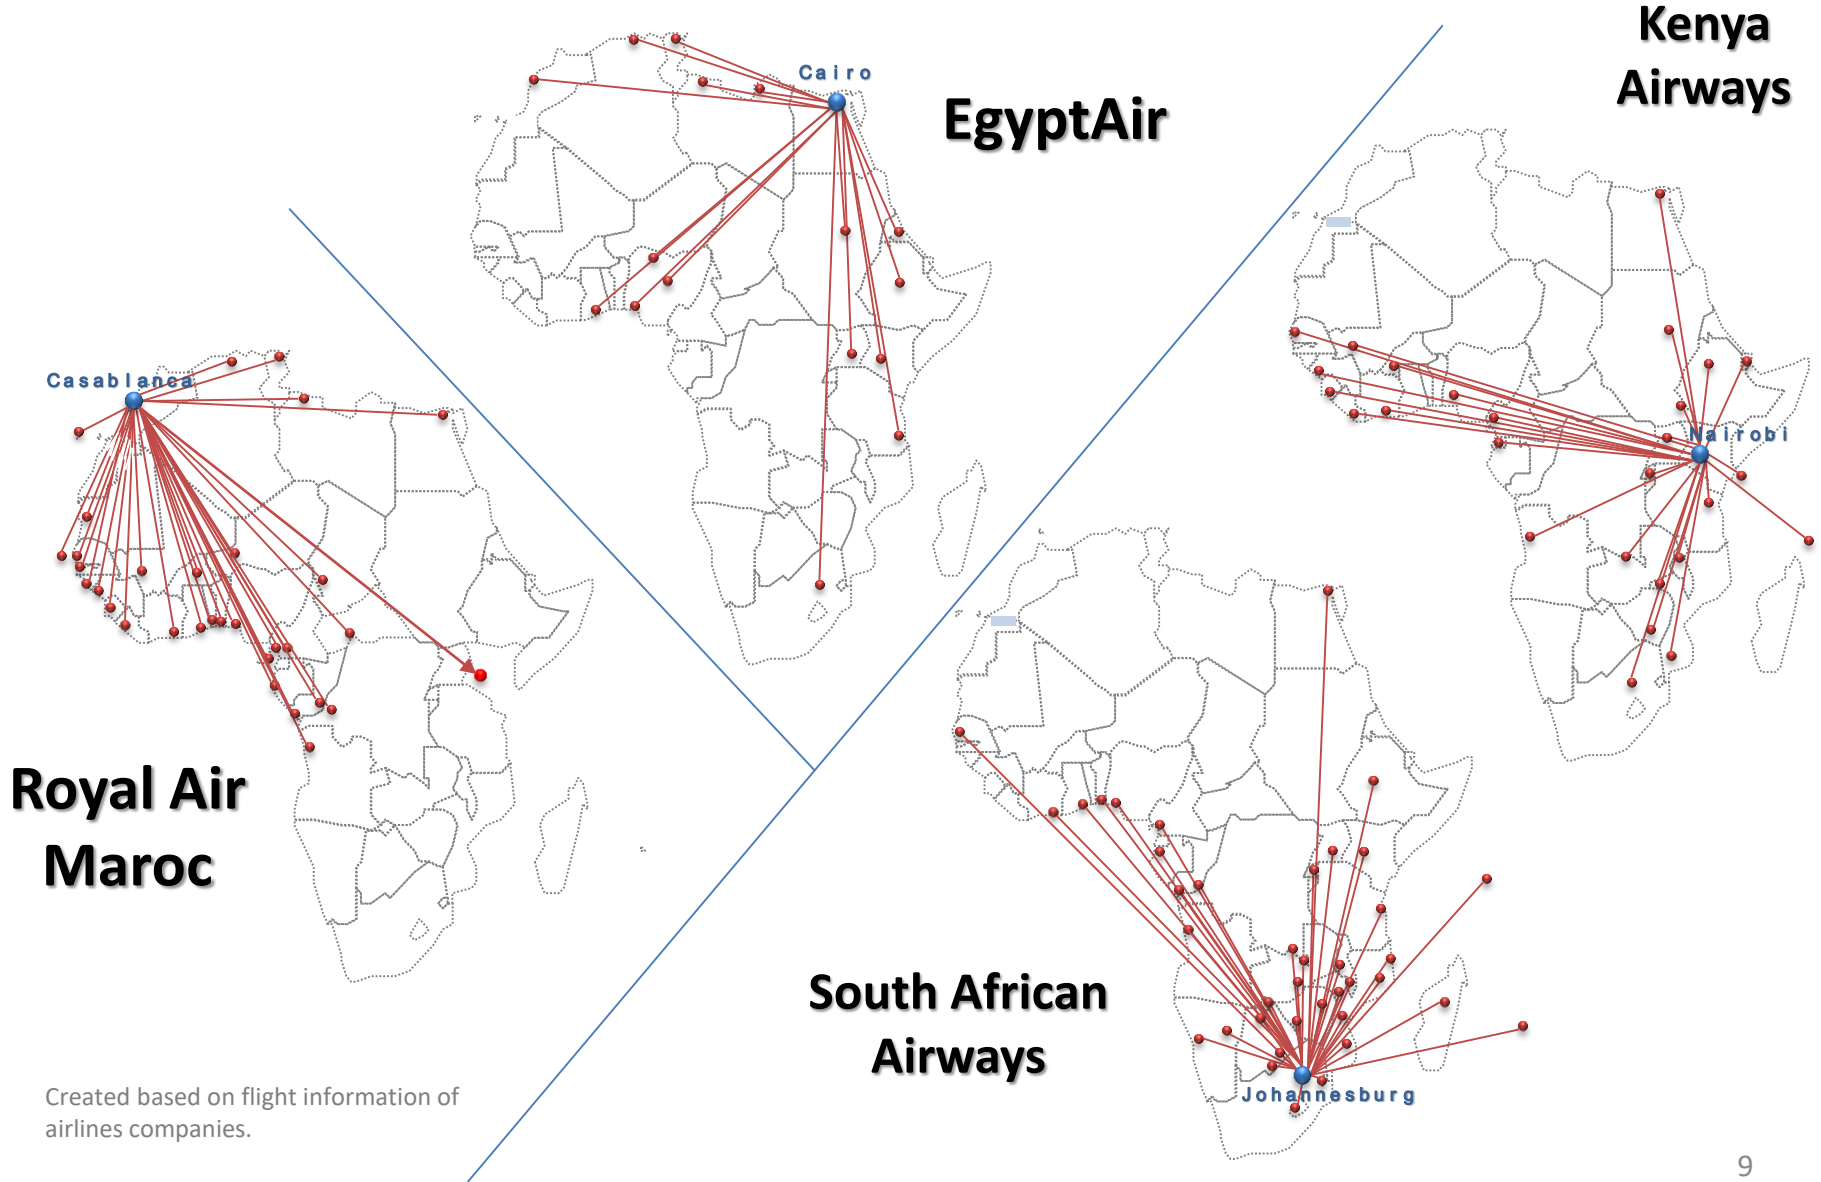 Kenya
Airways
Cairo
EgyptAir
Casablanca
Nairobi
Royal Air
Maroc
South African
Airways
Johannesburg
Created based on flight information of
airlines companies.
9